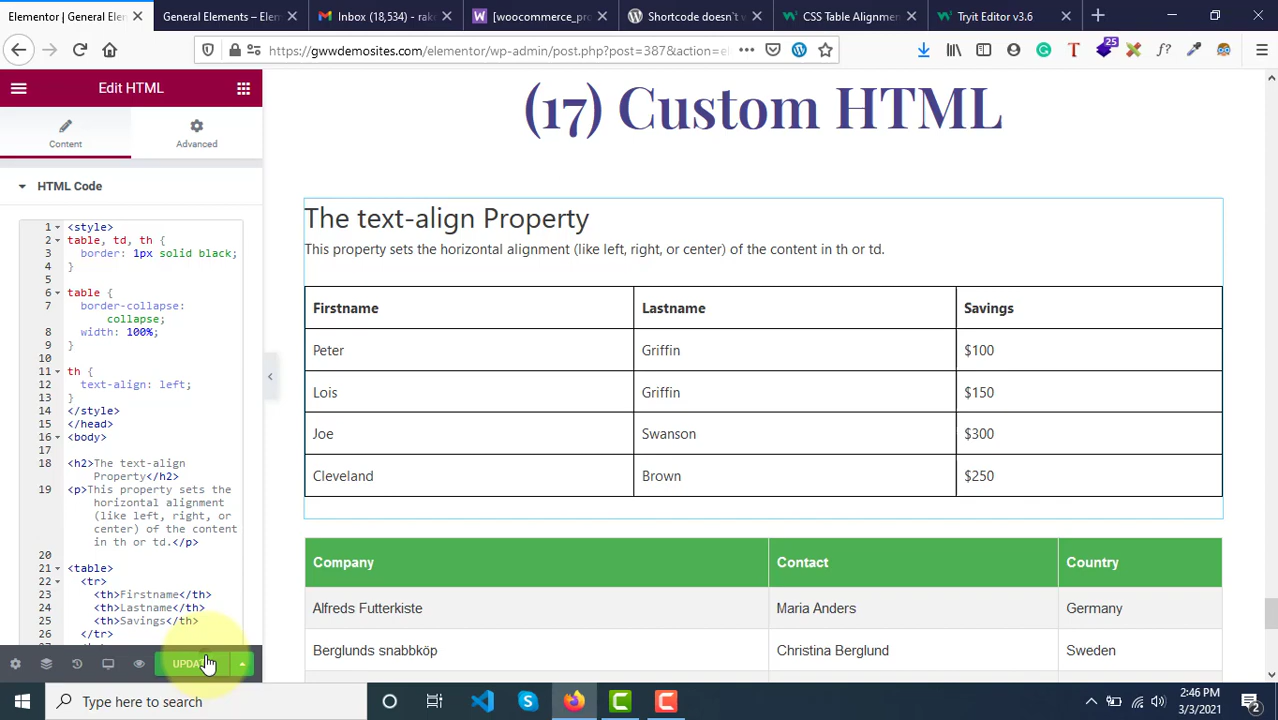 Elementor | General Elements
General Elements – Elem
Inbox (18,534) - rak
[woocommerce_pro
Shortcode doesn't w
CSS Table Alignmen
Tryit Editor v3.6
https://gwwdemosites.com/elementor/wp-admin/post.php?post=387&action=el
25
Edit HTML
Content
Advanced
HTML Code
1 <style>
2 table, td, th {
3 border: 1px solid black;
4 }
5
6 table {
7 border-collapse:
collapse;
8 width: 100%;
9 }
10
11 th {
12 text-align: left;
13 }
14 </style>
15 </head>
16 <body>
17
18 <h2>The text-align
Property</h2>
19 <p>This property sets the
horizontal alignment
(like left, right, or
center) of the content
in th or td.</p>
20
21 <table>
22 <tr>
23 <th>Firstname</th>
24 <th>Lastname</th>
25 <th>Savings</th>
26 </tr>
(17) Custom HTML
The text-align Property
This property sets the horizontal alignment (like left, right, or center) of the content in th or td.
Firstname Lastname Savings
Peter Griffin $100
Lois Griffin $150
Joe Swanson $300
Cleveland Brown $250
Company Contact Country
Alfreds Futterkiste Maria Anders Germany
Berglunds snabbköp Christina Berglund Sweden
Type here to search
2:46 PM
3/3/2021
2